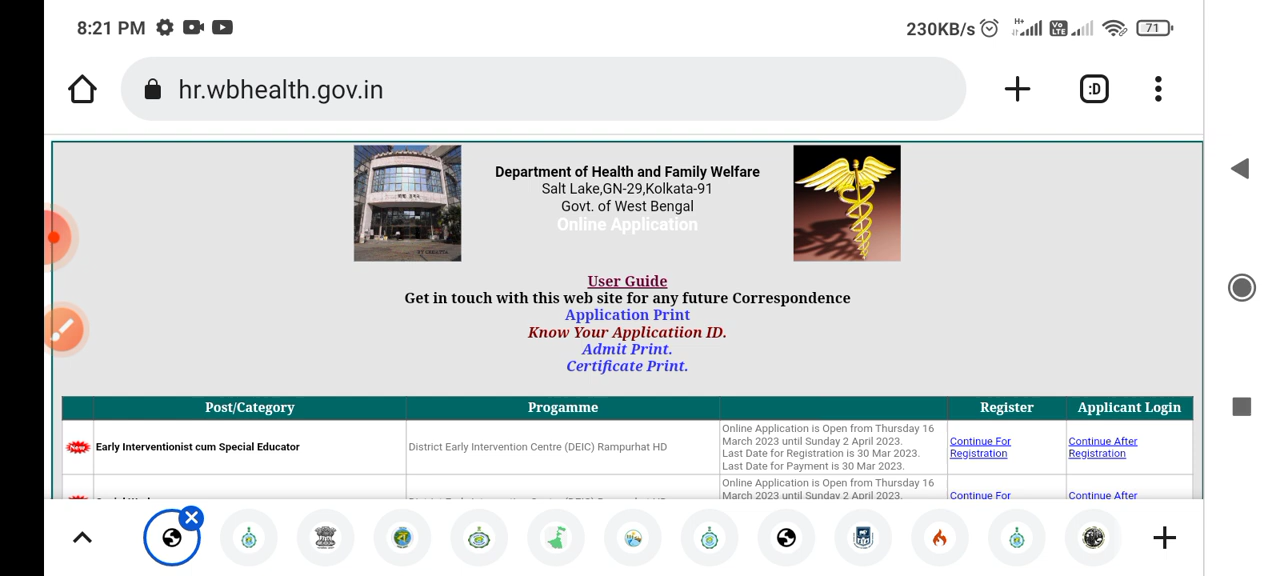 8:21 PM
230KB/s
H+
Vo LTE
71
hr.wbhealth.gov.in
:D
Department of Health and Family Welfare
Salt Lake,GN-29,Kolkata-91
Govt. of West Bengal
Online Application
User Guide
Get in touch with this web site for any future Correspondence
Application Print
Know Your Applicatiion ID.
Admit Print.
Certificate Print.
Post/Category Progamme Register Applicant Login
New
Early Interventionist cum Special Educator
District Early Intervention Centre (DEIC) Rampurhat HD
Online Application is Open from Thursday 16
March 2023 until Sunday 2 April 2023.
Last Date for Registration is 30 Mar 2023.
Last Date for Payment is 30 Mar 2023.
Continue For
Registration
Continue After
Registration
Online Application is Open from Thursday 16
March 2023 until Sunday 2 April 2023.
Continue For
Continue After